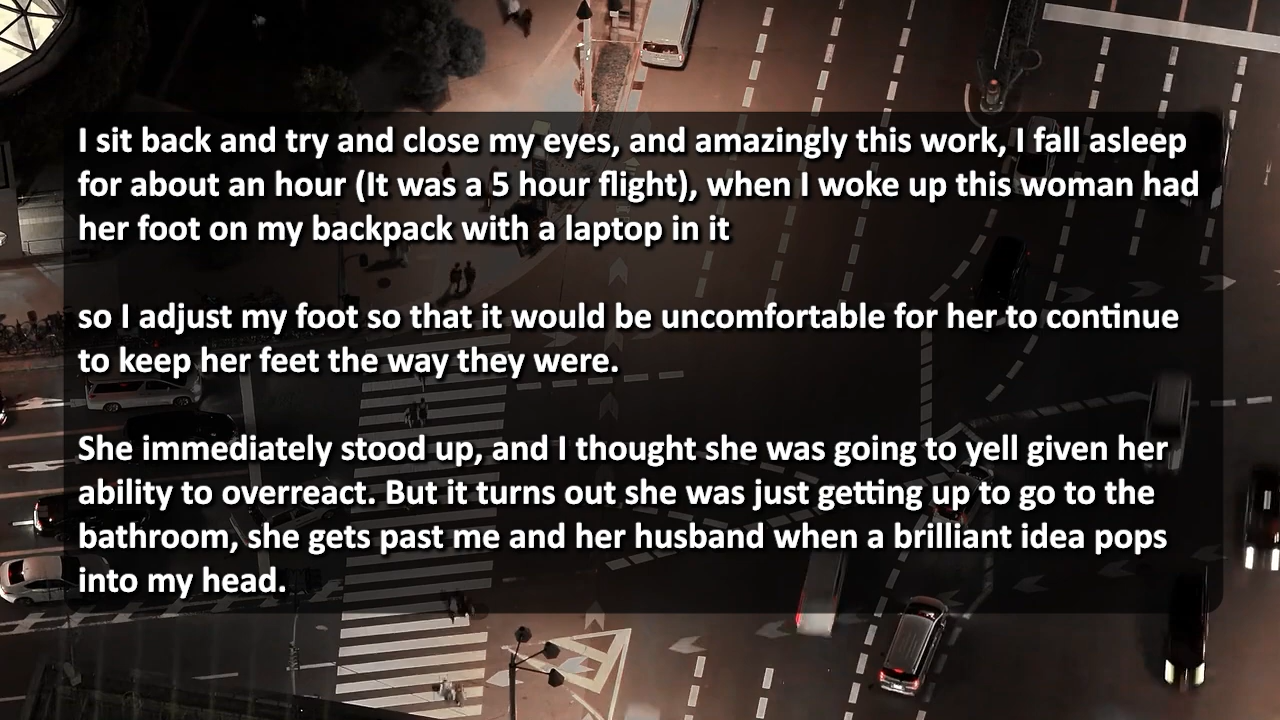 I sit back and try and close my eyes, and amazingly this work, I fall asleep
for about an hour (It was a 5 hour flight), when I woke up this woman had
her foot on my backpack with a laptop in it
so I adjust my foot so that it would be uncomfortable for her to continue
to keep her feet the way they were.
She immediately stood up, and I thought she was going to yell given her
ability to overreact. But it turns out she was just getting up to go to the
bathroom, she gets past me and her husband when a brilliant idea pops
into my head.